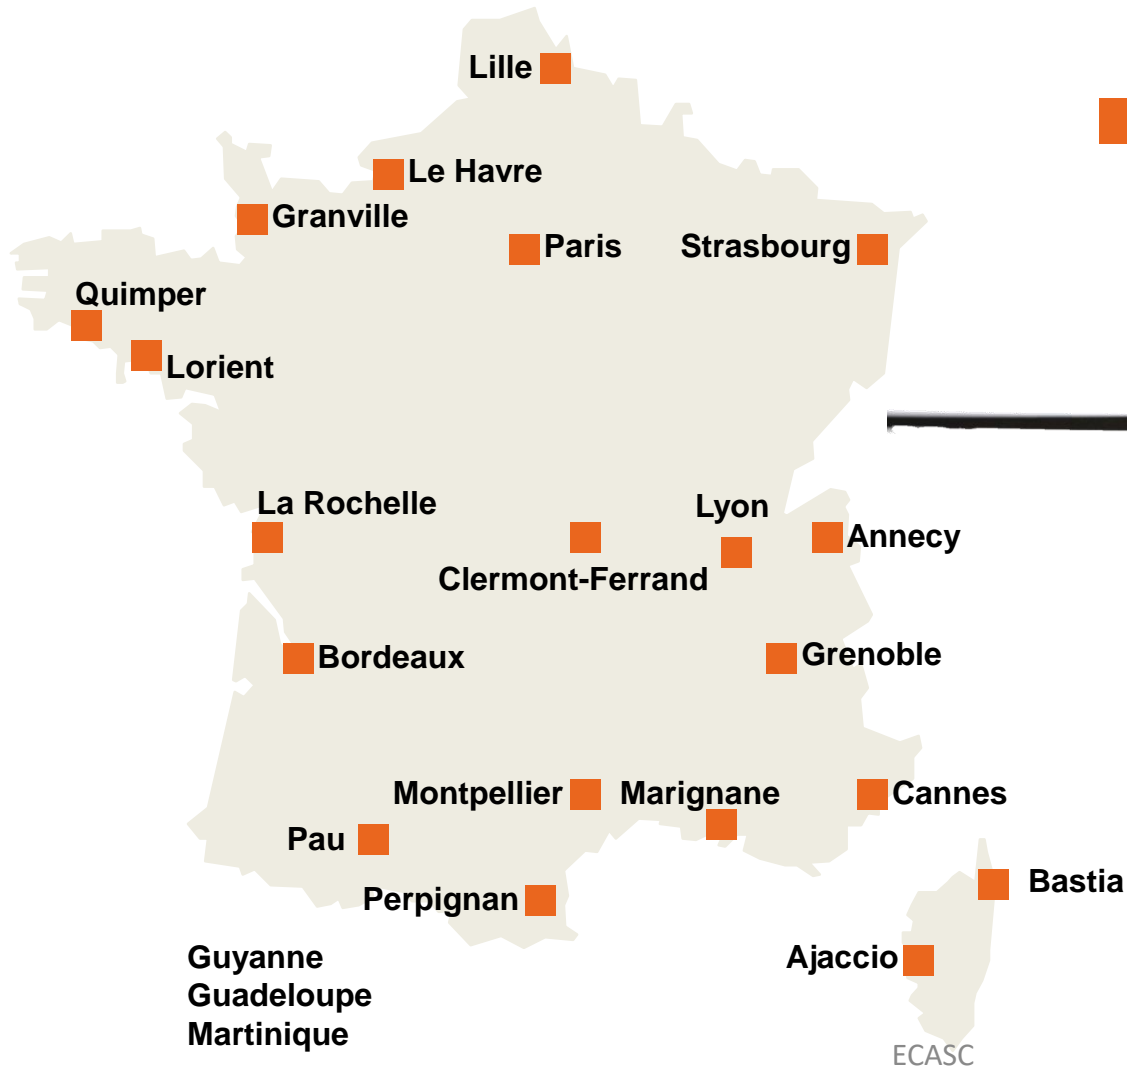 Lille
Le Havre
Granville
Paris
Strasbourg
Quimper
Lorient
La Rochelle
Lyon
Annecy
Clermont-Ferrand
Bordeaux
Grenoble
Montpellier
Marignane
Cannes
Pau
Bastia
Perpignan
Guyanne
Ajaccio
Guadeloupe
Martinique
ECASC